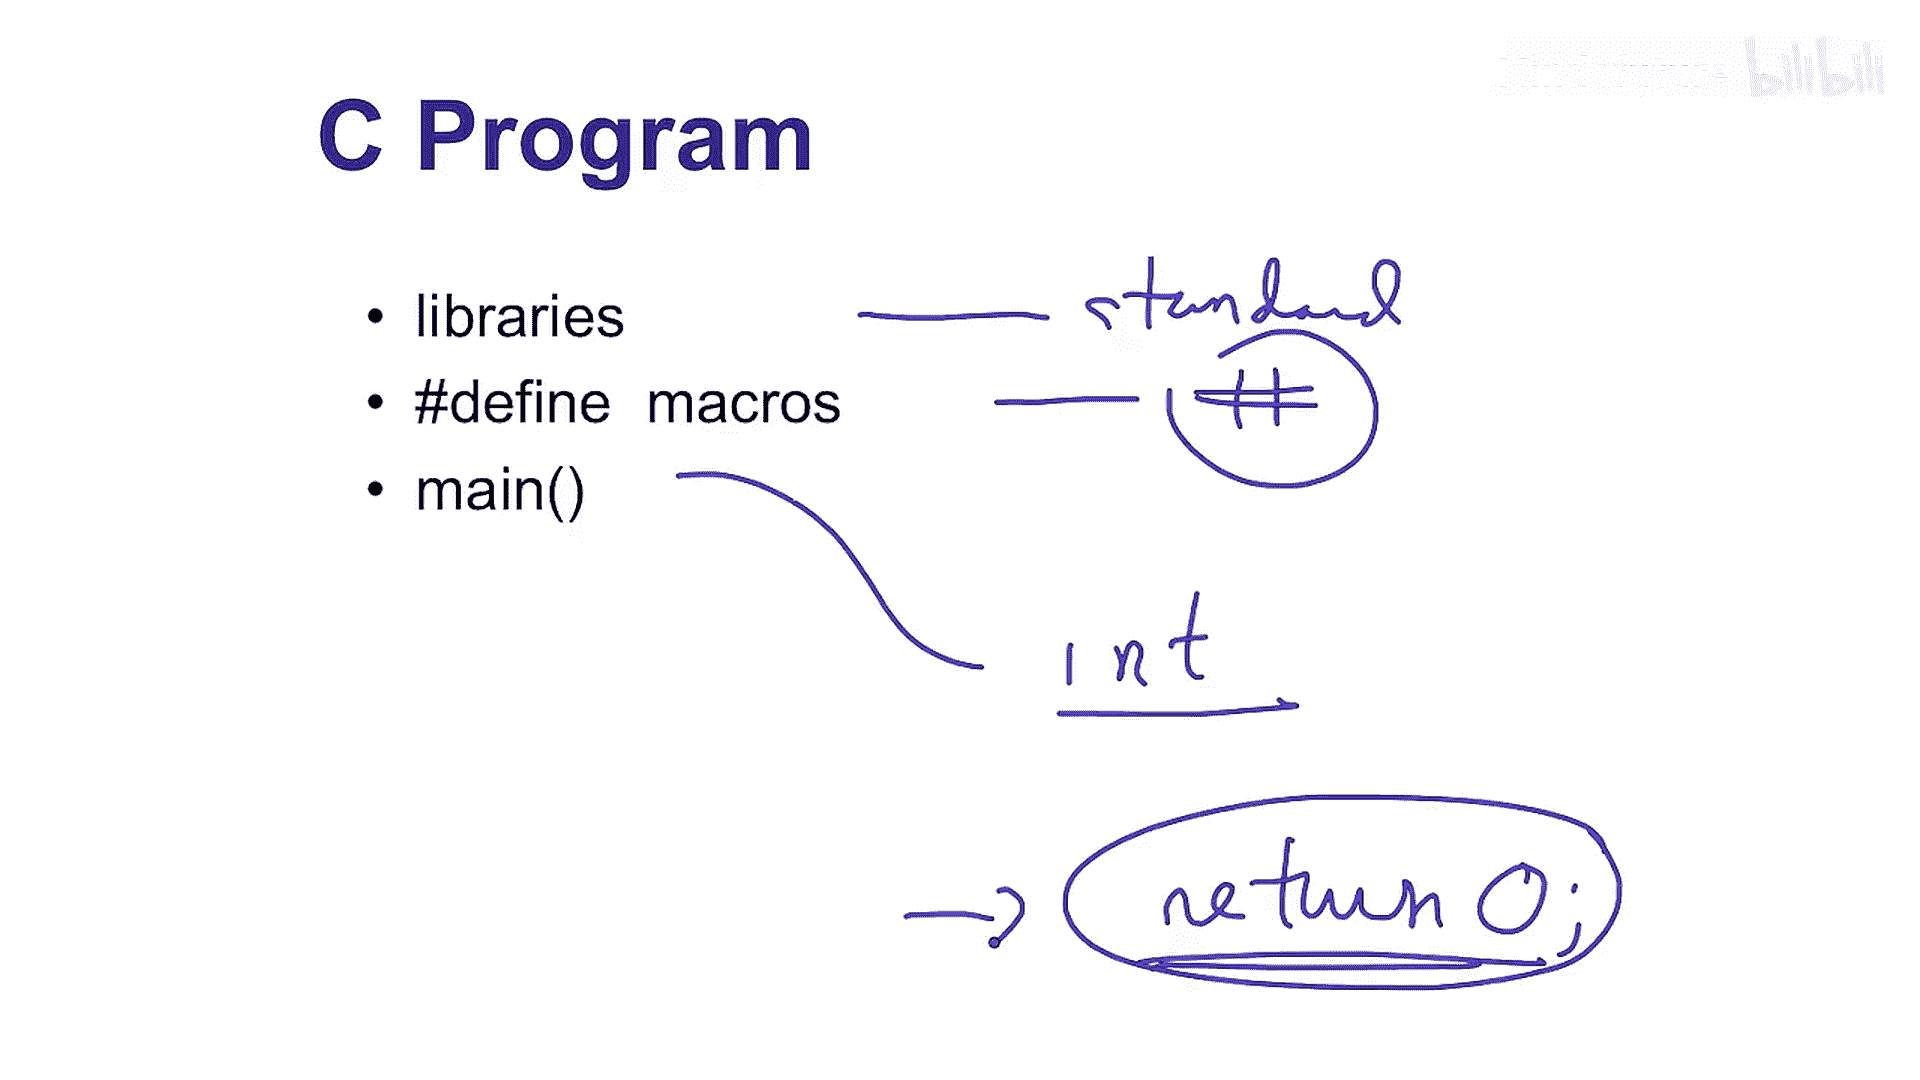 bilibili
C Program
• libraries — standard
• #define macros — #
• main()
int
→ return 0;